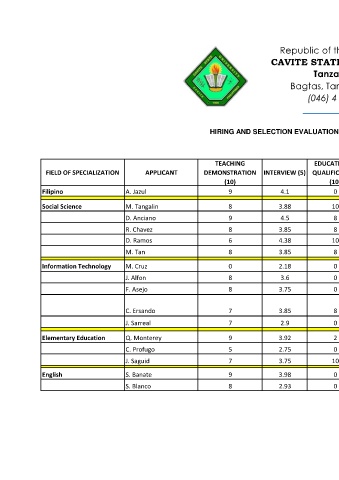 Republic of th
CAVITE STATE
Tanza
Bagtas, Tan
(046) 4
HIRING AND SELECTION EVALUATION
FIELD OF SPECIALIZATION APPLICANT TEACHING DEMONSTRATION (10) INTERVIEW (5) EDUCATI QUALIFIC (10
Filipino A. Jazul 9 4.1 0
Social Science M. Tangalin 8 3.88 10
D. Anciano 9 4.5 8
R. Chavez 8 3.85 8
D. Ramos 6 4.38 10
M. Tan 8 3.85 8
Information Technology M. Cruz 0 2.18 0
J. Alfon 8 3.6 0
F. Asejo 8 3.75 0
C. Ersando 7 3.85 8
J. Sarreal 7 2.9 0
Elementary Education Q. Monterey 9 3.92 2
C. Profugo 5 2.75 0
J. Saguid 7 3.75 10
English S. Banate 9 3.98 0
S. Blanco 8 2.93 0